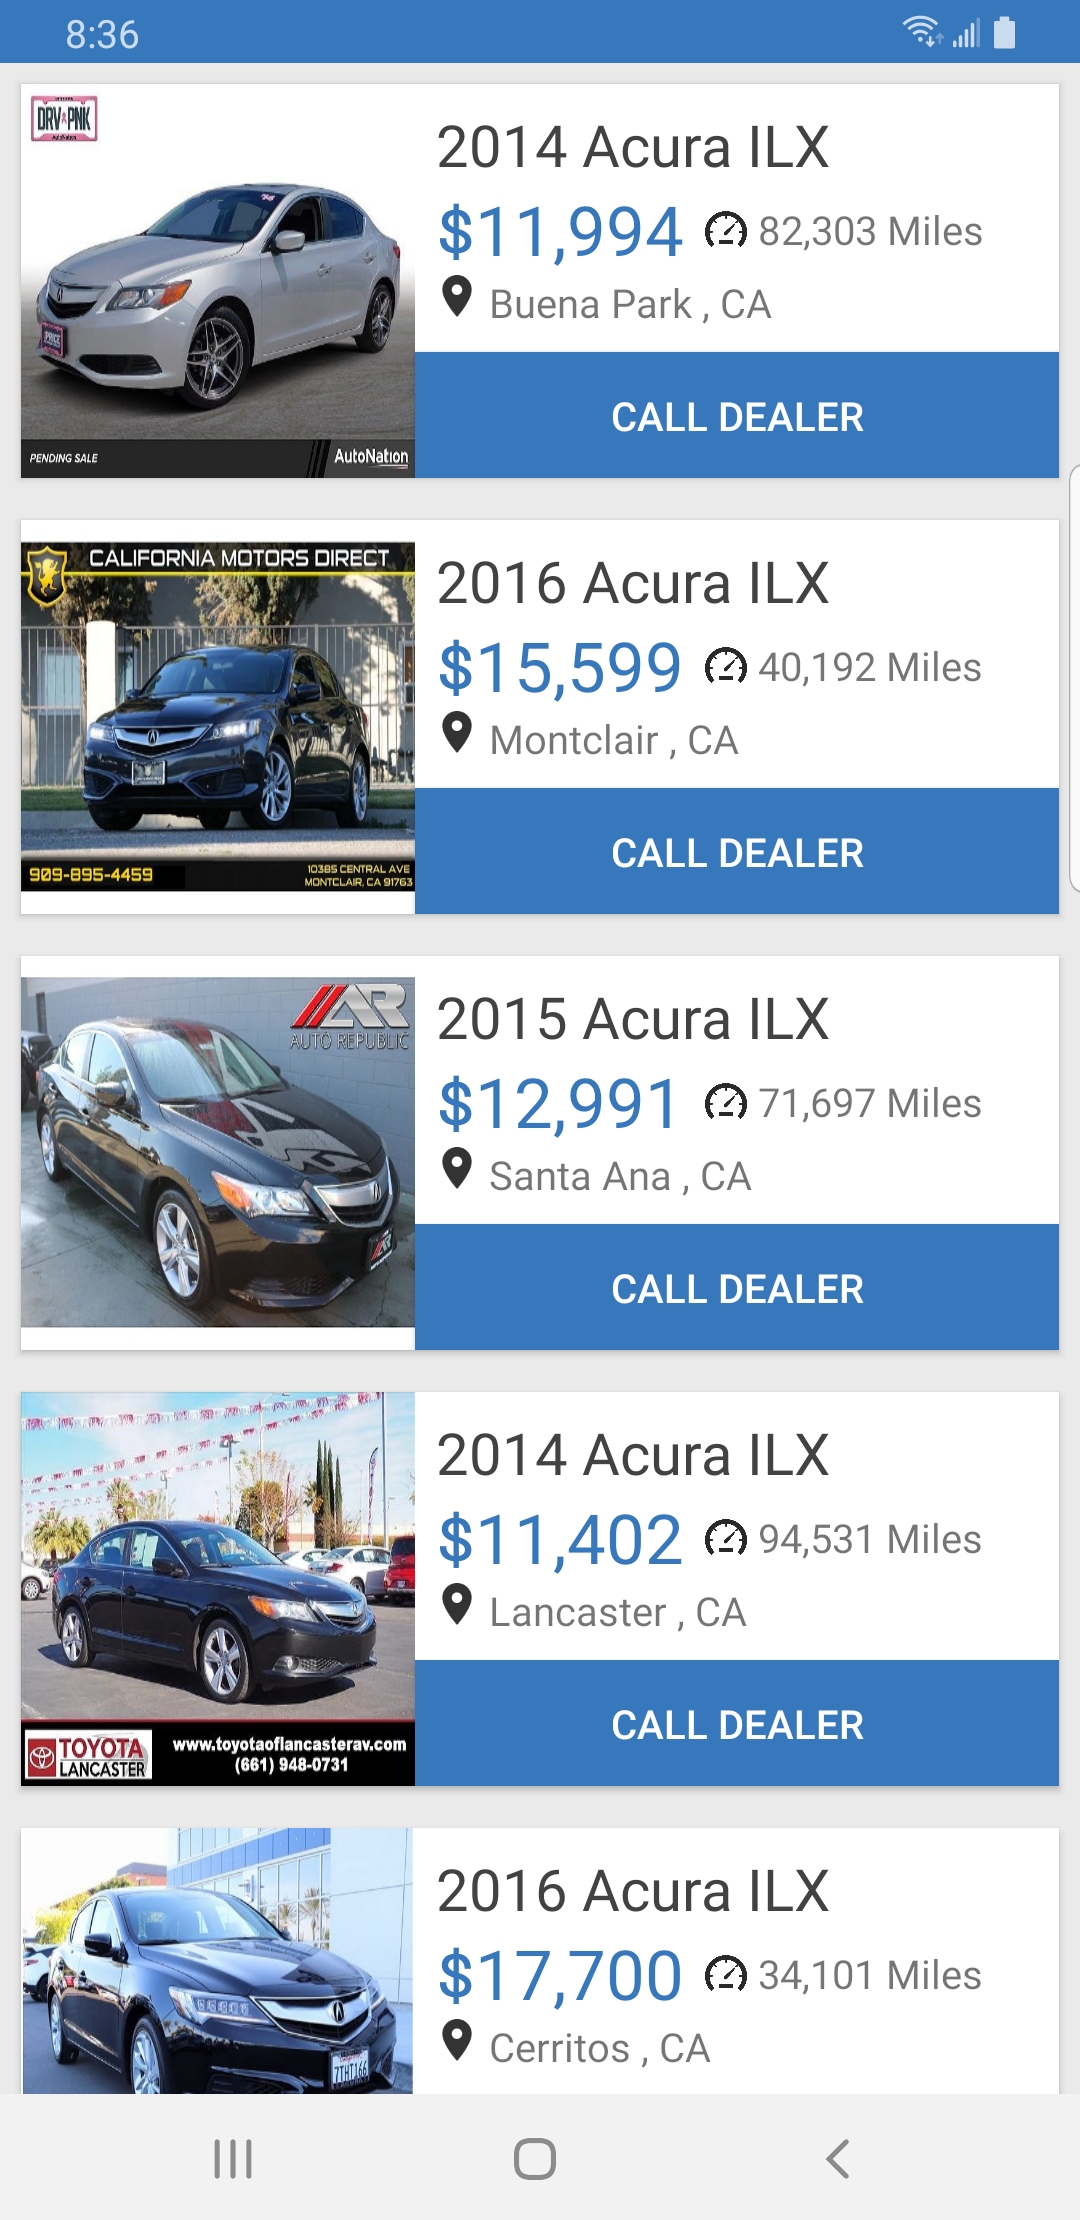 8:36
DRV PNK
2014 Acura ILX
$11,994 82,303 Miles
Buena Park , CA
CALL DEALER
PENDING SALE
AutoNation
CALIFORNIA MOTORS DIRECT
2016 Acura ILX
$15,599 40,192 Miles
Montclair , CA
CALL DEALER
909-895-4459
10385 CENTRAL AVE
MONTCLAIR, CA 91763
AR
AUTO REPUBLIC
2015 Acura ILX
$12,991 71,697 Miles
Santa Ana , CA
CALL DEALER
2014 Acura ILX
$11,402 94,531 Miles
Lancaster , CA
CALL DEALER
TOYOTA
LANCASTER
www.toyotaoflancasterav.com
(661) 948-0731
2016 Acura ILX
$17,700 34,101 Miles
Cerritos , CA
7THT166